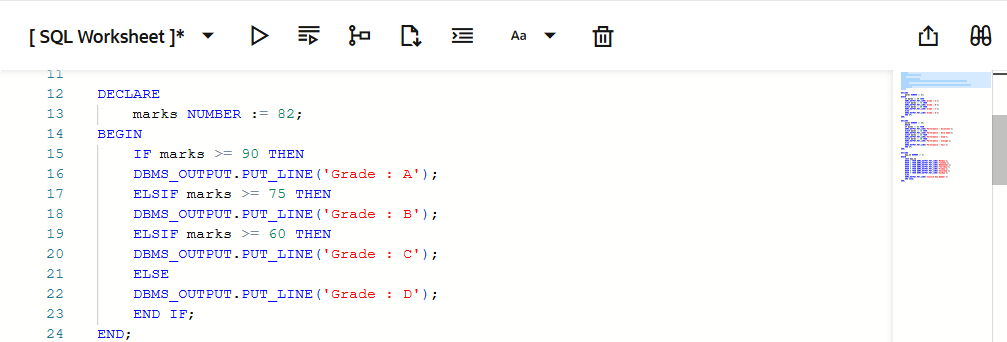 [ SQL Worksheet ]*
Aa
11
12 DECLARE
13 marks NUMBER := 82;
14 BEGIN
15 IF marks >= 90 THEN
16 DBMS_OUTPUT.PUT_LINE('Grade : A');
17 ELSIF marks >= 75 THEN
18 DBMS_OUTPUT.PUT_LINE('Grade : B');
19 ELSIF marks >= 60 THEN
20 DBMS_OUTPUT.PUT_LINE('Grade : C');
21 ELSE
22 DBMS_OUTPUT.PUT_LINE('Grade : D');
23 END IF;
24 END;